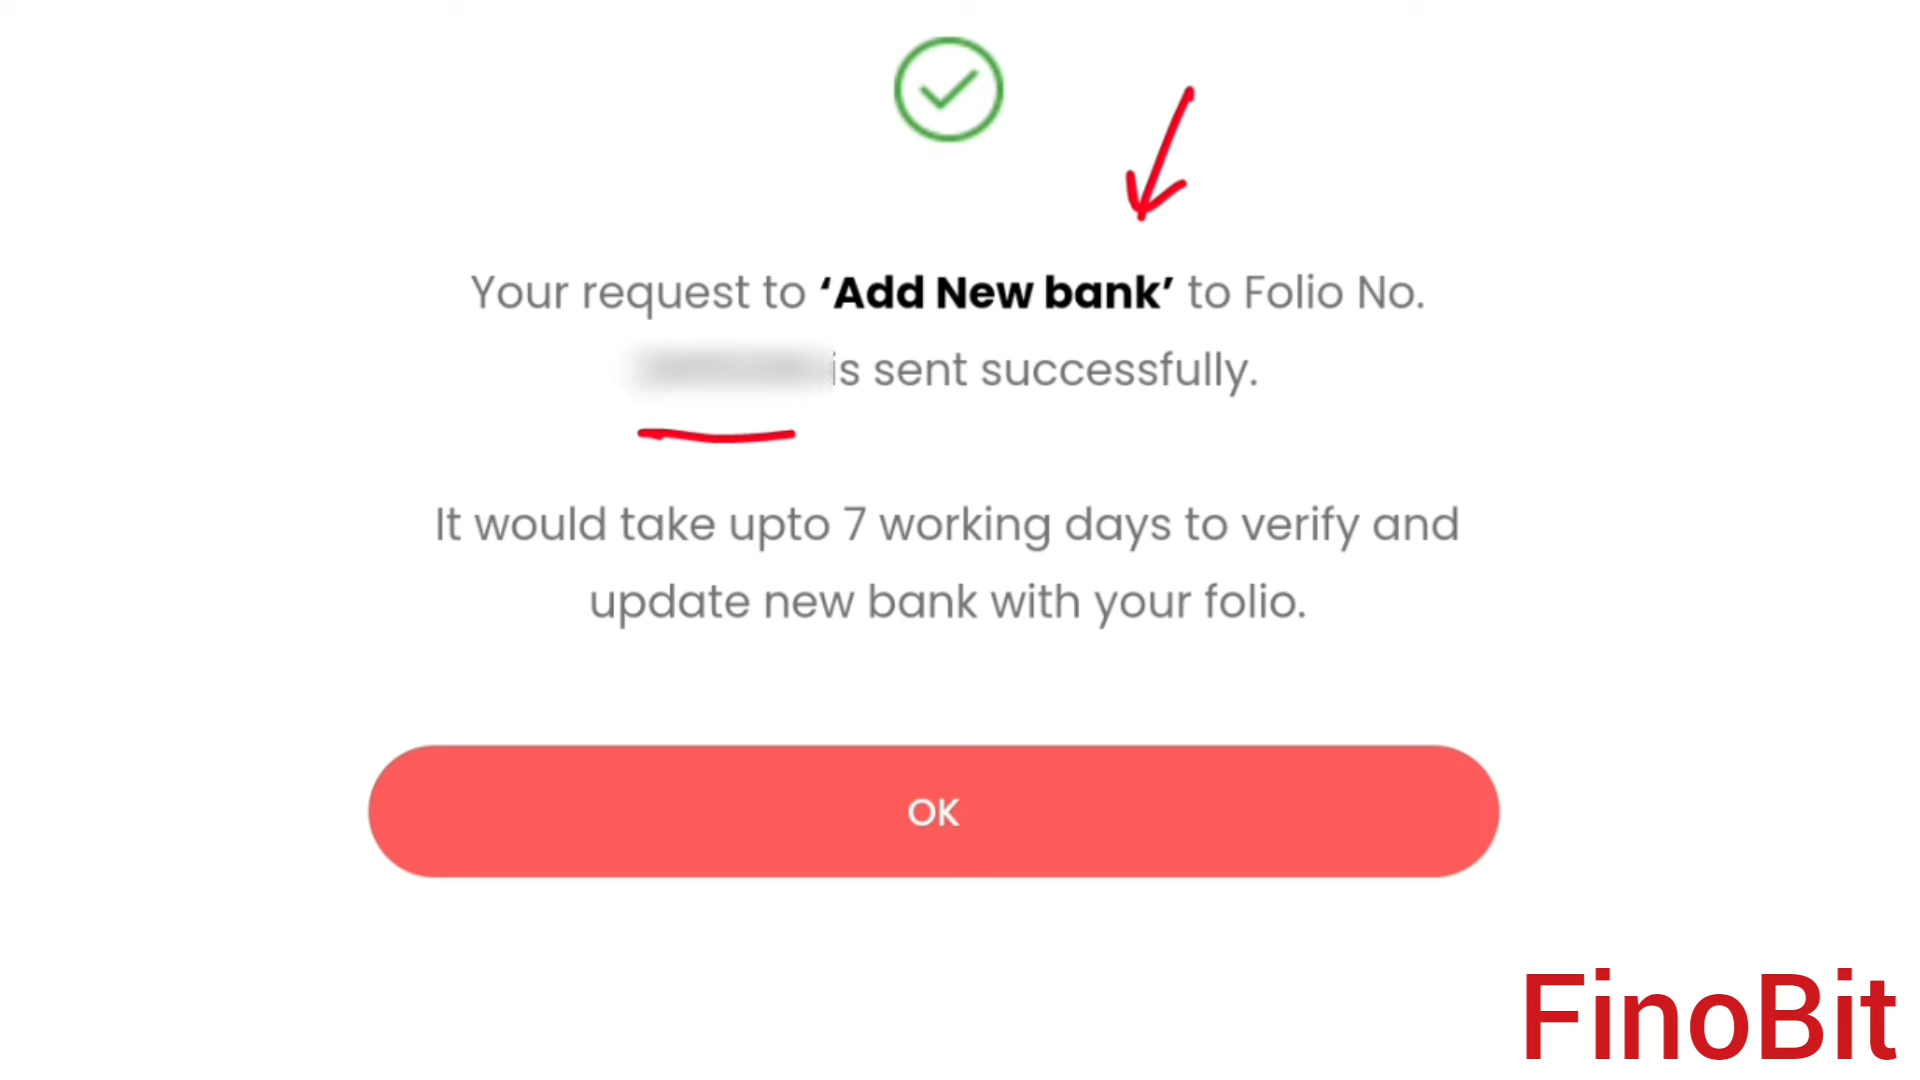 Your request to ‘Add New bank’ to Folio No.
is sent successfully.
It would take upto 7 working days to verify and
update new bank with your folio.
OK
FinoBit